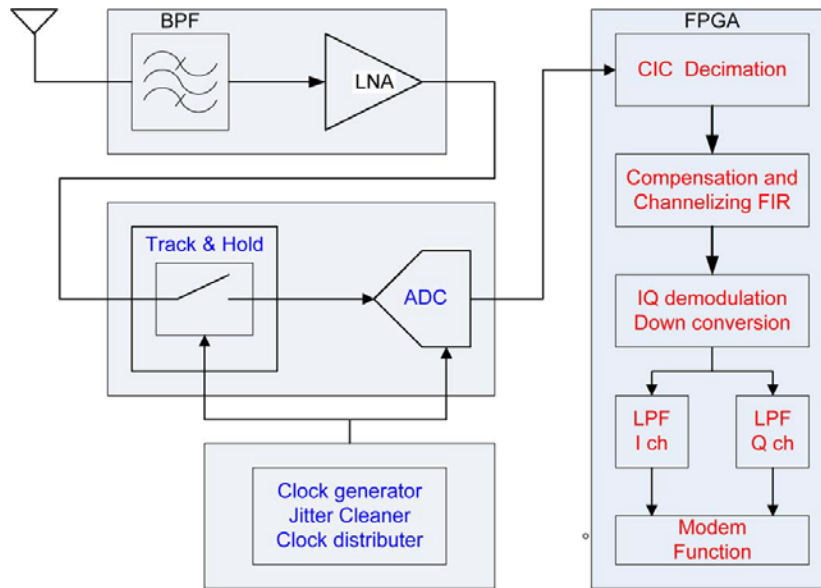 BPF
LNA
Track & Hold
ADC
Clock generator
Jitter Cleaner
Clock distributer
FPGA
CIC Decimation
Compensation and
Channelizing FIR
IQ demodulation
Down conversion
LPF
I ch
LPF
Q ch
Modem
Function